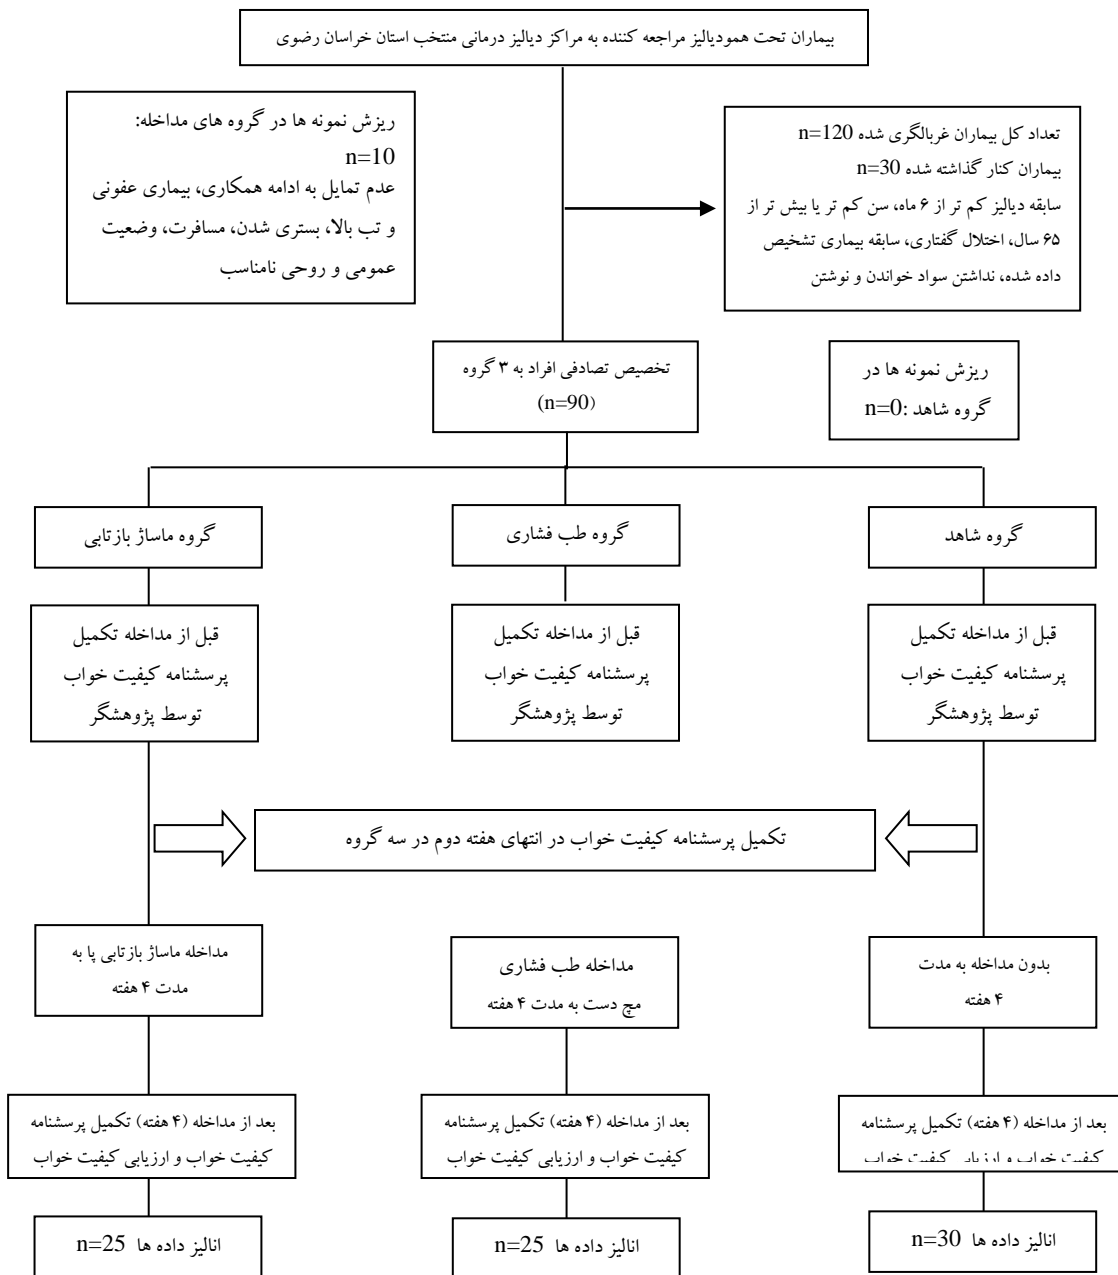 بیماران تحت همودیالیز مراجعه کننده به مراکز دیالیز درمانی منتخب استان خراسان رضوی
تعداد کل بیماران غربالگری شده n=120
بیماران کنار گذاشته شده n=30
سابقه دیالیز کم تر از ۶ ماه، سن کم تر یا بیش تر از
۶۵ سال، اختلال گفتاری، سابقه بیماری تشخیص
داده شده، نداشتن سواد خواندن و نوشتن
ریزش نمونه ها در گروه های مداخله:
n=10
عدم تمایل به ادامه همکاری، بیماری عفونی
و تب بالا، بستری شدن، مسافرت، وضعیت
عمومی و روحی نامناسب
ریزش نمونه ها در
گروه شاهد :n=0
تخصیص تصادفی افراد به ۳ گروه
(n=90)
گروه شاهد
گروه طب فشاری
گروه ماساژ بازتابی
قبل از مداخله تکمیل
پرسشنامه کیفیت خواب
توسط پژوهشگر
قبل از مداخله تکمیل
پرسشنامه کیفیت خواب
توسط پژوهشگر
قبل از مداخله تکمیل
پرسشنامه کیفیت خواب
توسط پژوهشگر
تکمیل پرسشنامه کیفیت خواب در انتهای هفته دوم در سه گروه
بدون مداخله به مدت
۴ هفته
مداخله طب فشاری
مچ دست به مدت ۴ هفته
مداخله ماساژ بازتابی پا به
مدت ۴ هفته
بعد از مداخله (۴ هفته) تکمیل پرسشنامه
کیفیت خواب و ارزیابی کیفیت خواب
بعد از مداخله (۴ هفته) تکمیل پرسشنامه
کیفیت خواب و ارزیابی کیفیت خواب
بعد از مداخله (۴ هفته) تکمیل پرسشنامه
کیفیت خواب و ارزیابی کیفیت خواب
انالیز داده ها n=30
انالیز داده ها n=25
انالیز داده ها n=25